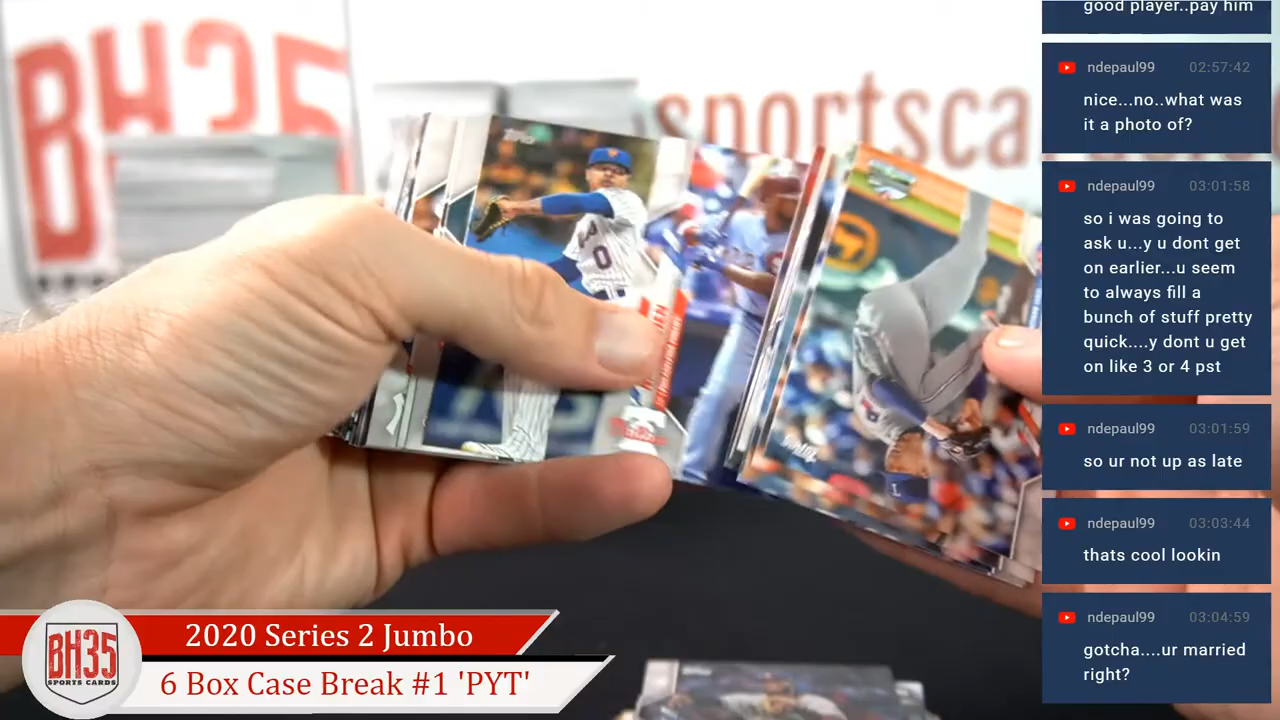 BH35
sportsca
TOPPS
0
2020 Series 2 Jumbo
6 Box Case Break #1 'PYT'
BH35
SPORTS CARDS
good player..pay him
ndepaul99 02:57:42
nice...no..what was
it a photo of?
ndepaul99 03:01:58
so i was going to
ask u...y u dont get
on earlier...u seem
to always fill a
bunch of stuff pretty
quick....y dont u get
on like 3 or 4 pst
ndepaul99 03:01:59
so ur not up as late
ndepaul99 03:03:44
thats cool lookin
ndepaul99 03:04:59
gotcha....ur married
right?